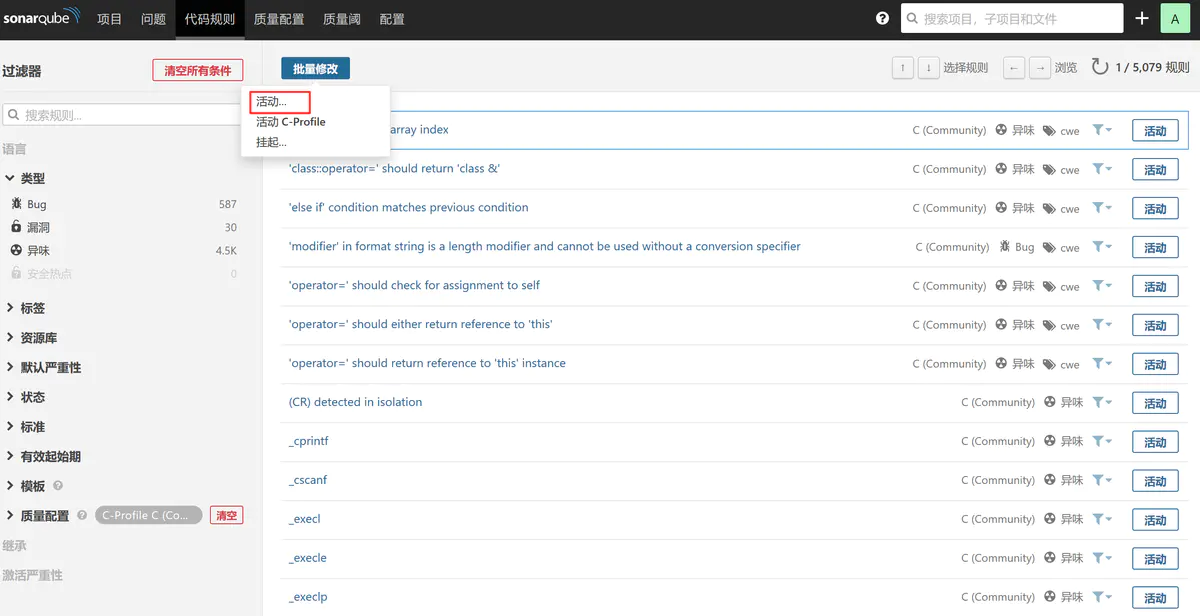 sonarqube 项目 问题 代码规则 质量配置 质量阈 配置 ? 搜索项目，子项目和文件 + A
过滤器 清空所有条件
搜索规则...
语言
类型
Bug 587
漏洞 30
异味 4.5K
安全热点 0
标签
资源库
默认严重性
状态
标准
有效起始期
模板 ?
质量配置 ? C-Profile C (Co... 清空
继承
激活严重性
批量修改 ↑ ↓ 选择规则 ← → 浏览 1 / 5,079 规则
活动...
活动 C-Profile
挂起...
array index C (Community) 异味 cwe 活动
'class::operator=' should return 'class &' C (Community) 异味 cwe 活动
'else if' condition matches previous condition C (Community) 异味 cwe 活动
'modifier' in format string is a length modifier and cannot be used without a conversion specifier C (Community) Bug cwe 活动
'operator=' should check for assignment to self C (Community) 异味 cwe 活动
'operator=' should either return reference to 'this' C (Community) 异味 cwe 活动
'operator=' should return reference to 'this' instance C (Community) 异味 cwe 活动
(CR) detected in isolation C (Community) 异味 活动
_cprintf C (Community) 异味 活动
_cscanf C (Community) 异味 活动
_execl C (Community) 异味 活动
_execle C (Community) 异味 活动
_execlp C (Community) 异味 活动